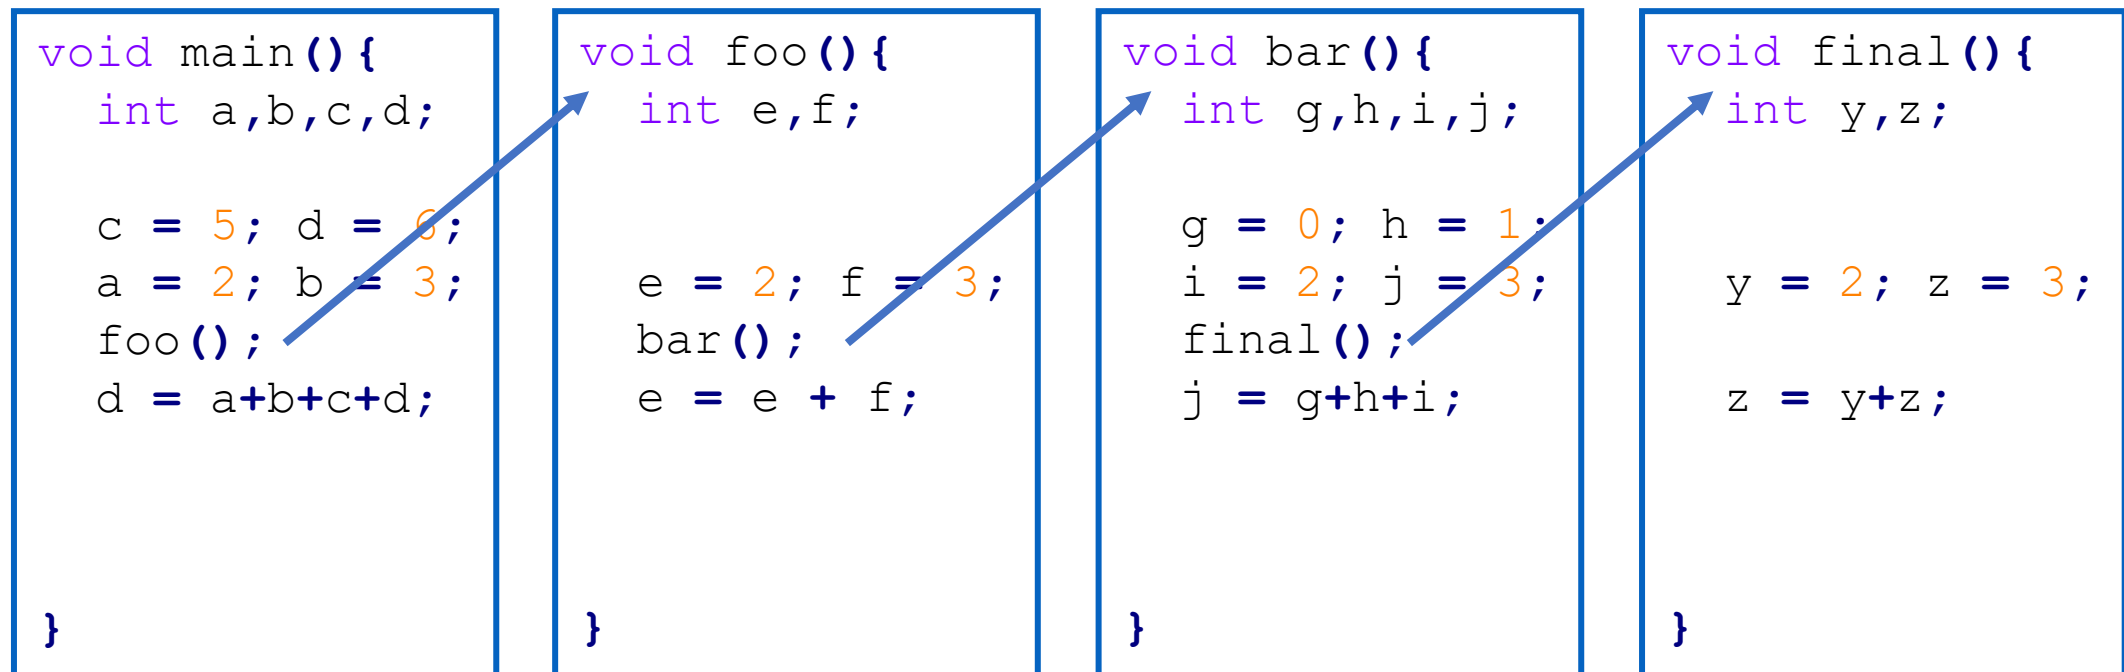 void main(){
int a,b,c,d;
c = 5; d = 6;
a = 2; b = 3;
foo();
d = a+b+c+d;
}
void foo(){
int e,f;
e = 2; f = 3;
bar();
e = e + f;
}
void bar(){
int g,h,i,j;
g = 0; h = 1;
i = 2; j = 3;
final();
j = g+h+i;
}
void final(){
int y,z;
y = 2; z = 3;
z = y+z;
}